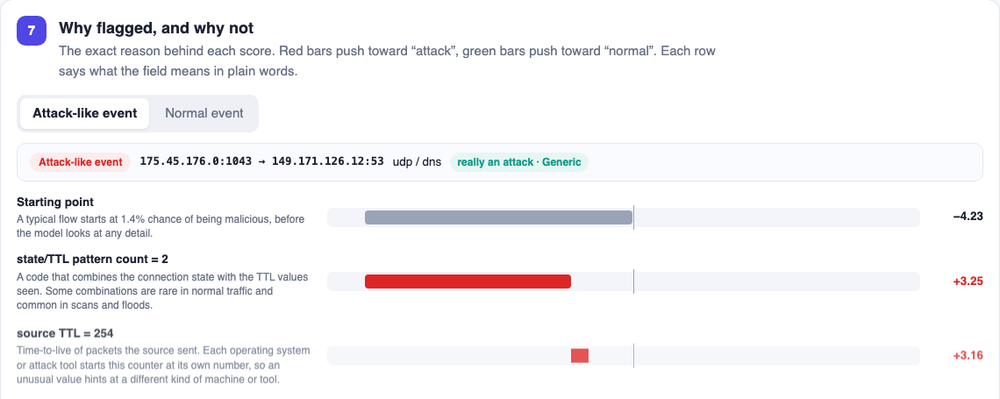 7
Why flagged, and why not
The exact reason behind each score. Red bars push toward “attack”, green bars push toward “normal”. Each row
says what the field means in plain words.
Attack-like event
Normal event
Attack-like event 175.45.176.0:1043 → 149.171.126.12:53 udp / dns really an attack · Generic
Starting point
A typical flow starts at 1.4% chance of being malicious, before
the model looks at any detail.
−4.23
state/TTL pattern count = 2
A code that combines the connection state with the TTL values
seen. Some combinations are rare in normal traffic and
common in scans and floods.
+3.25
source TTL = 254
Time-to-live of packets the source sent. Each operating system
or attack tool starts this counter at its own number, so an
unusual value hints at a different kind of machine or tool.
+3.16